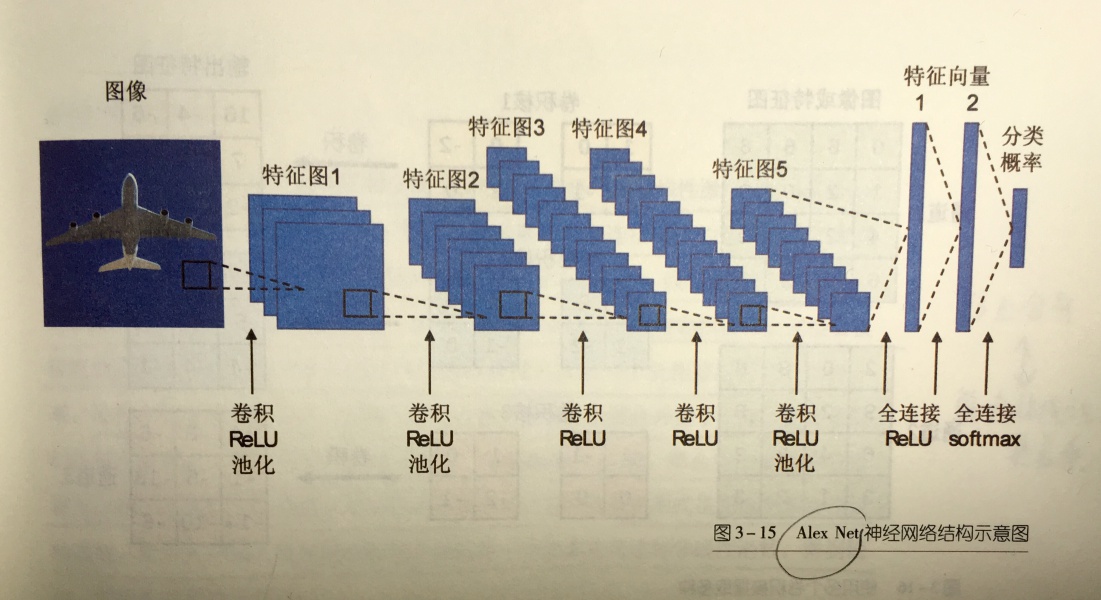 图像
特征图1
特征图2
特征图3
特征图4
特征图5
特征向量
1 2
分类
概率
卷积
ReLU
池化
卷积
ReLU
池化
卷积
ReLU
卷积
ReLU
卷积
ReLU
池化
全连接
ReLU
全连接
softmax
图3-15 Alex Net神经网络结构示意图